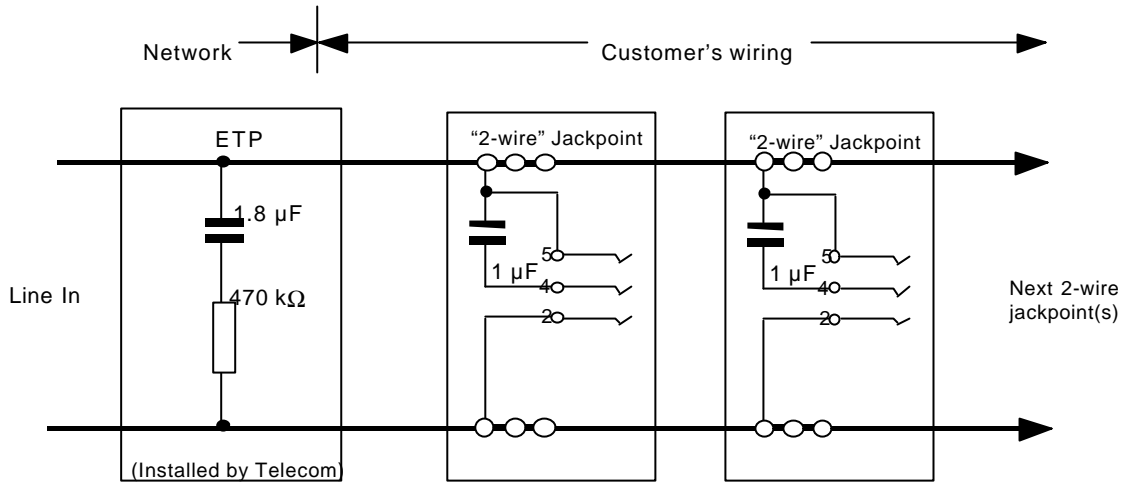 Network
Customer's wiring
ETP
"2-wire" Jackpoint
"2-wire" Jackpoint
1.8 µF
5
1 µF
4
2
5
1 µF
4
2
Line In
470 kΩ
Next 2-wire
jackpoint(s)
(Installed by Telecom)